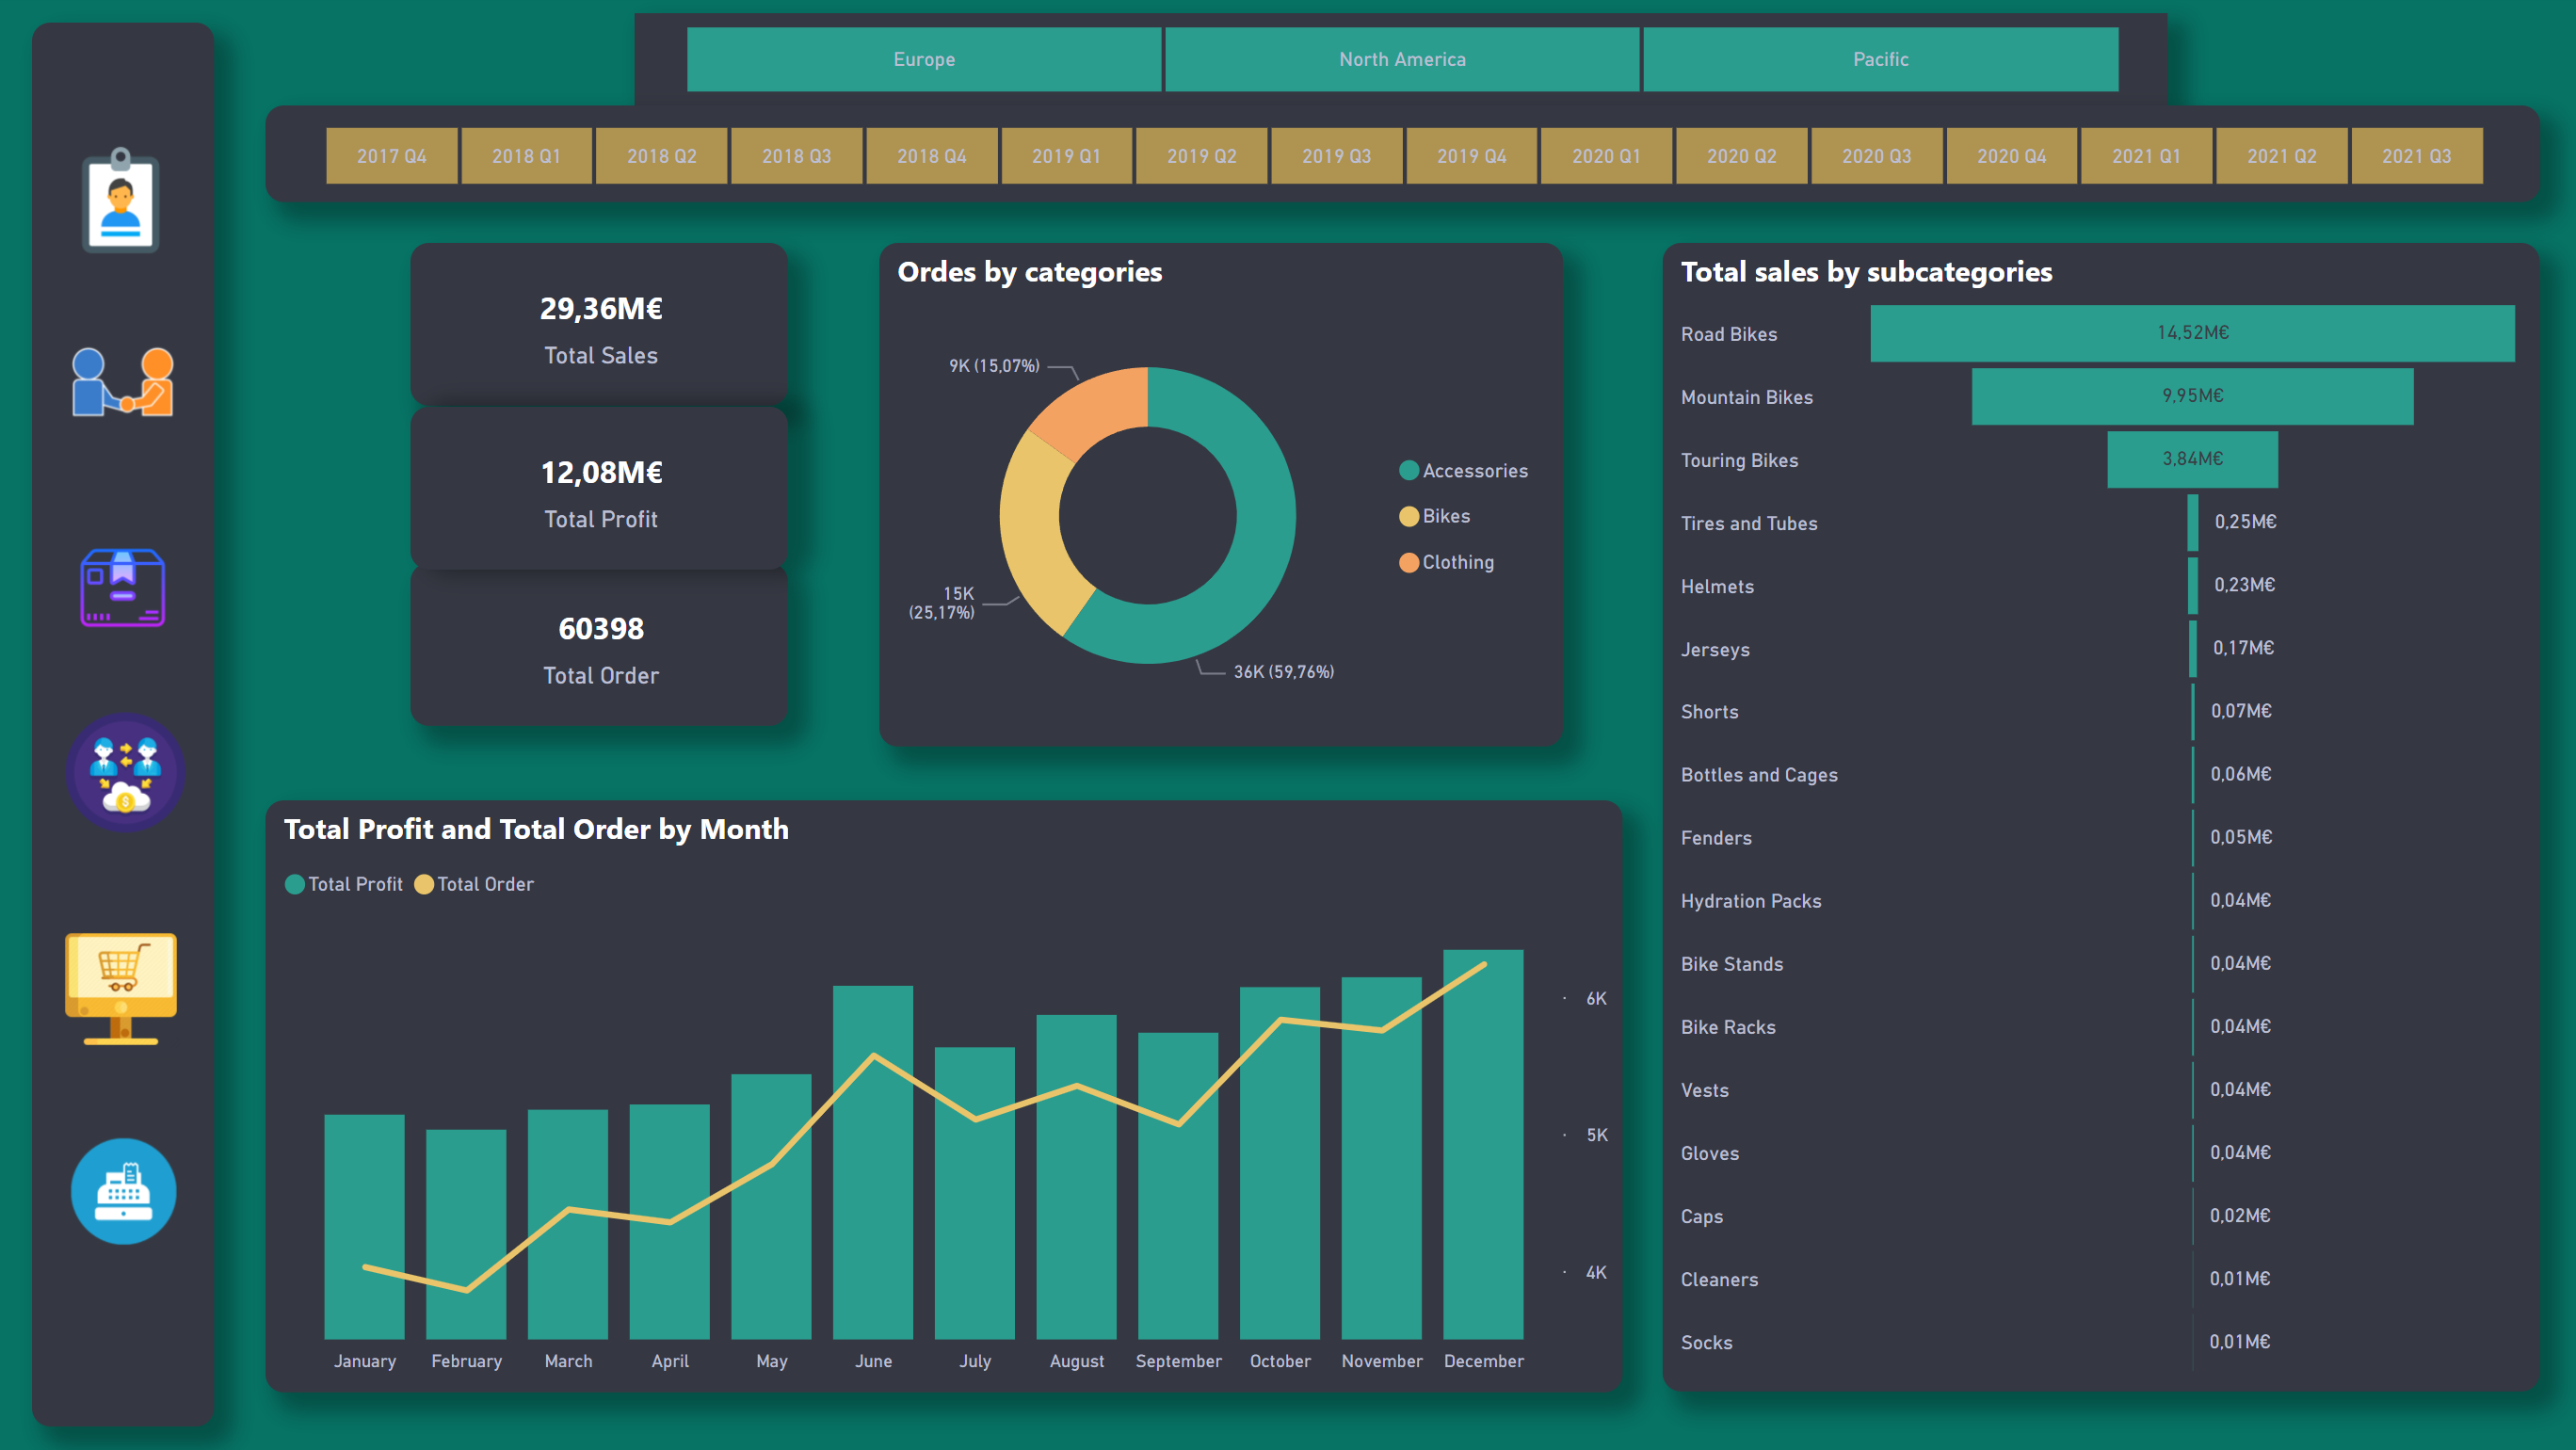 Europe
North America
Pacific
2017 Q4
2018 Q1
2018 Q2
2018 Q3
2018 Q4
2019 Q1
2019 Q2
2019 Q3
2019 Q4
2020 Q1
2020 Q2
2020 Q3
2020 Q4
2021 Q1
2021 Q2
2021 Q3
29,36M€
Total Sales
12,08M€
Total Profit
60398
Total Order
Ordes by categories
9K (15,07%)
15K
(25,17%)
36K (59,76%)
Accessories
Bikes
Clothing
Total sales by subcategories
Road Bikes
14,52M€
Mountain Bikes
9,95M€
Touring Bikes
3,84M€
Tires and Tubes
0,25M€
Helmets
0,23M€
Jerseys
0,17M€
Shorts
0,07M€
Bottles and Cages
0,06M€
Fenders
0,05M€
Hydration Packs
0,04M€
Bike Stands
0,04M€
Bike Racks
0,04M€
Vests
0,04M€
Gloves
0,04M€
Caps
0,02M€
Cleaners
0,01M€
Socks
0,01M€
Total Profit and Total Order by Month
Total Profit
Total Order
6K
5K
4K
January
February
March
April
May
June
July
August
September
October
November
December